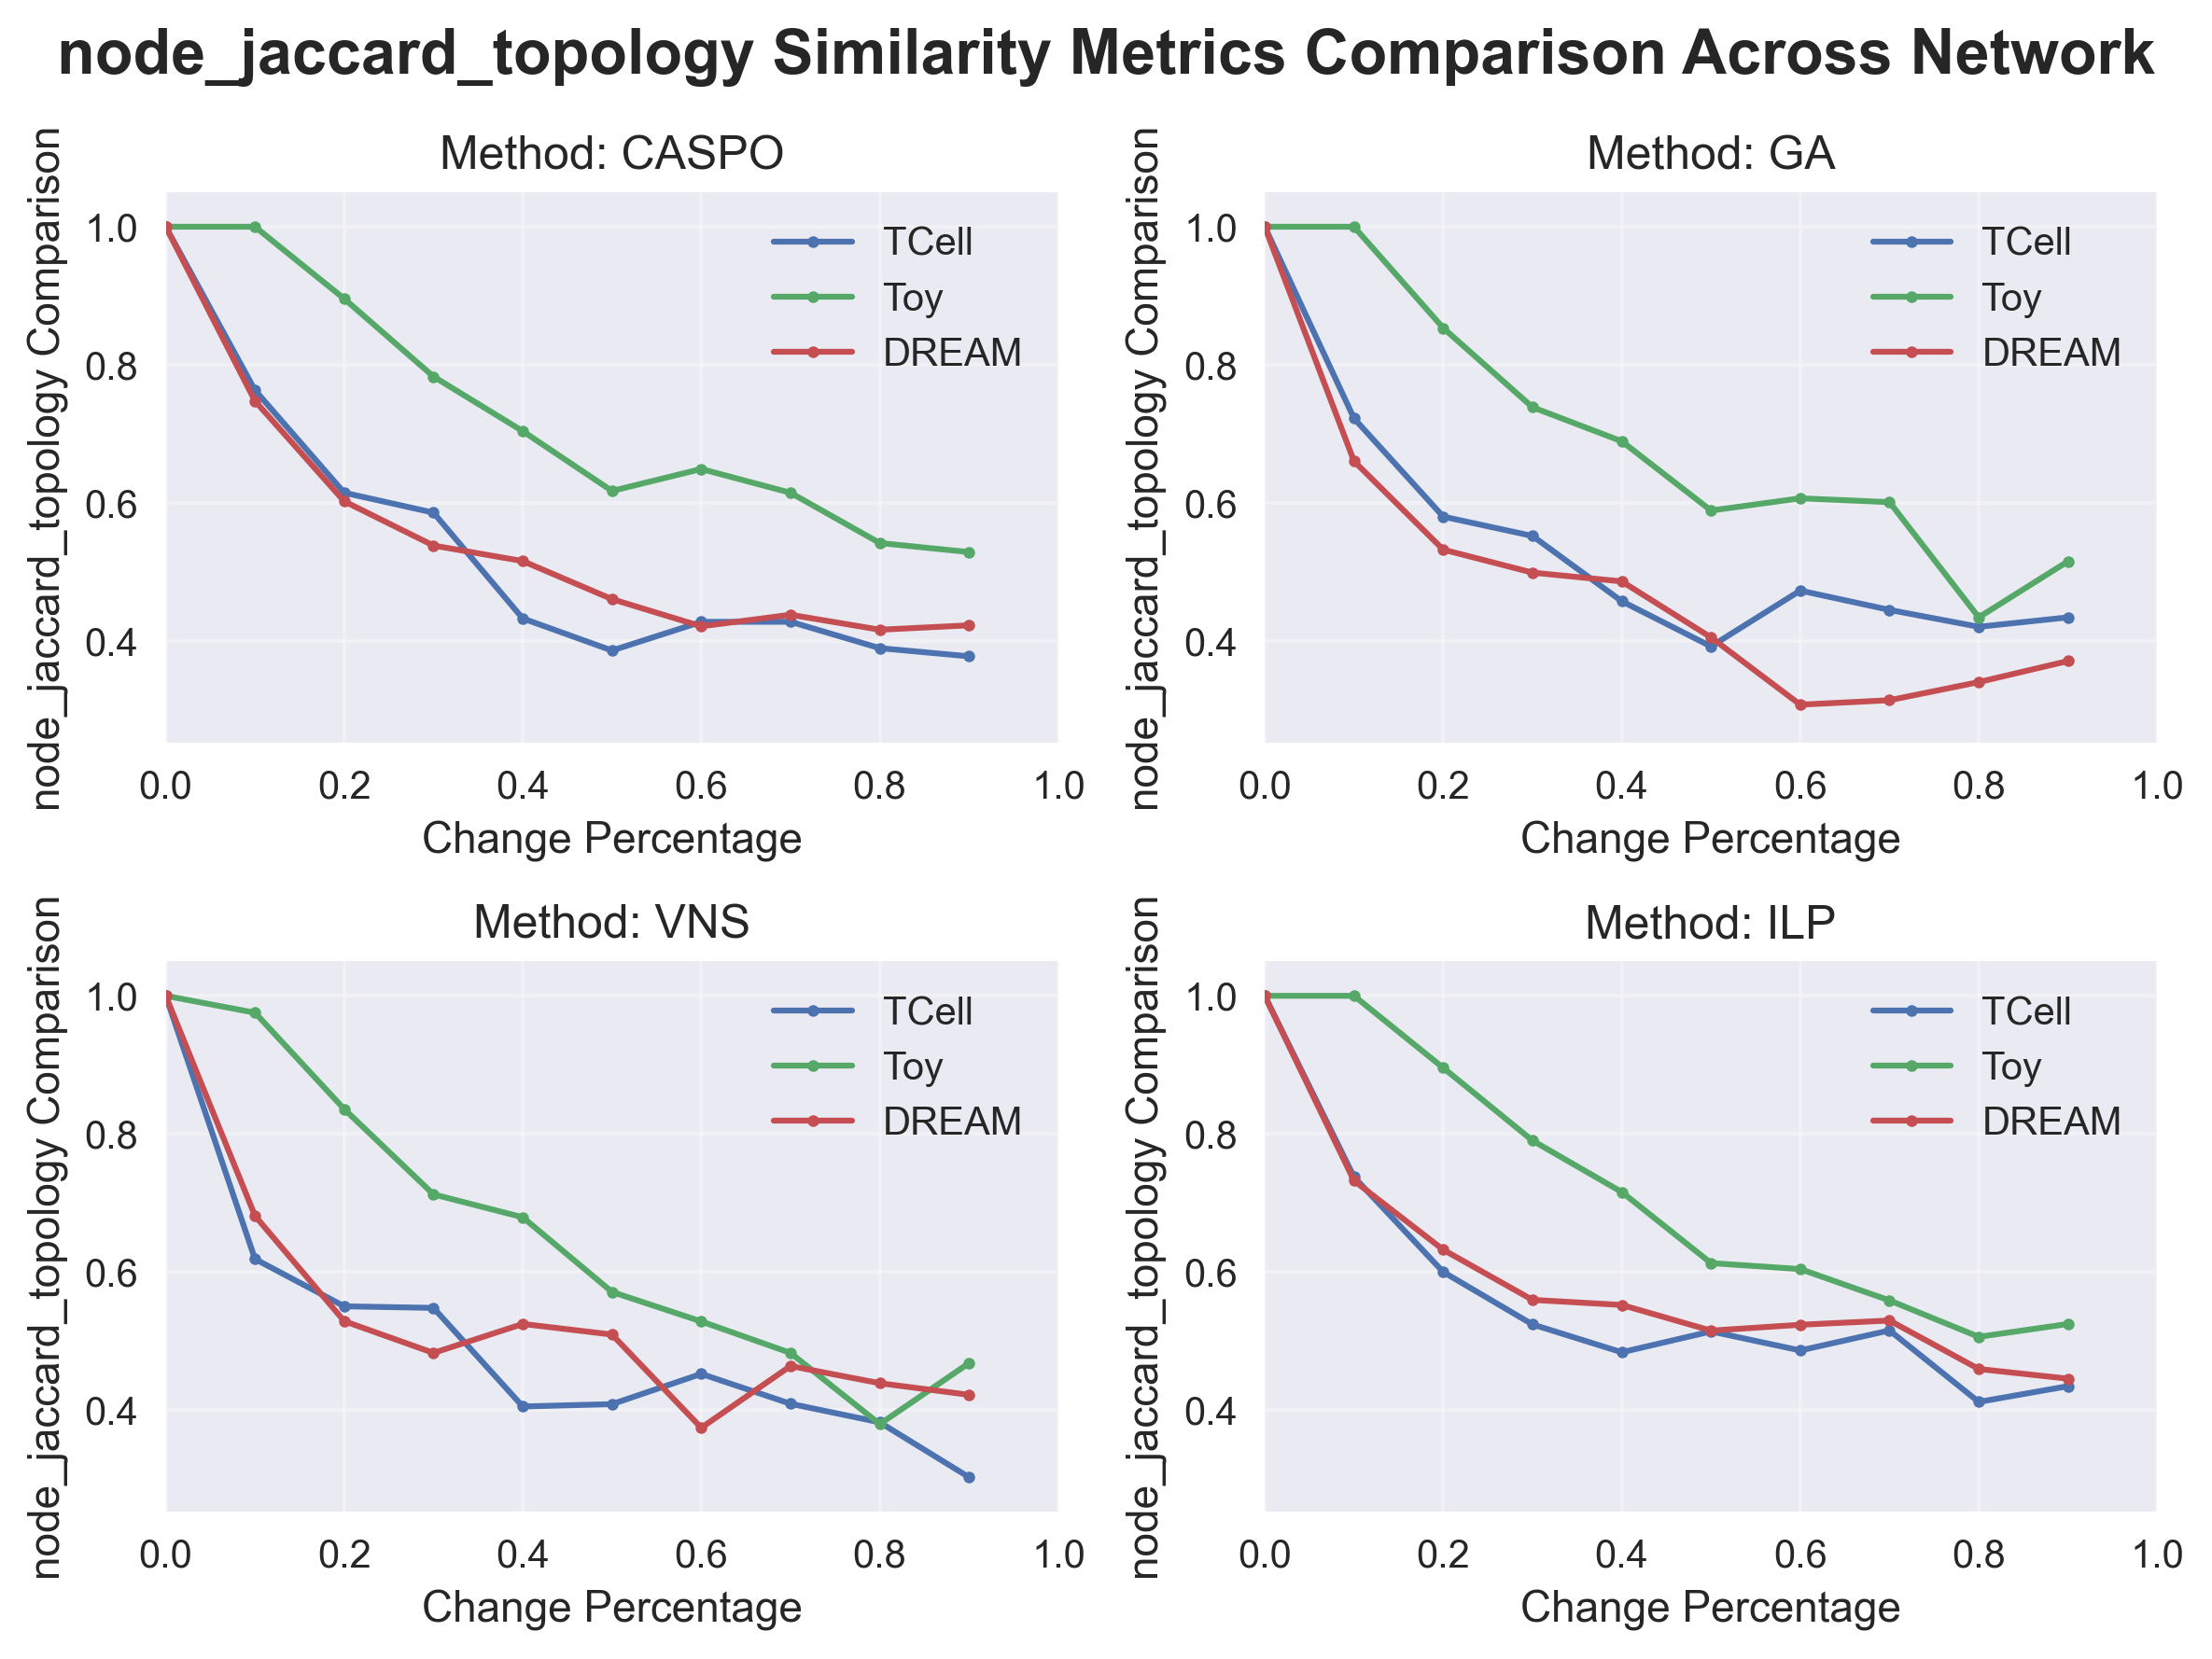 node_jaccard_topology Similarity Metrics Comparison Across Network
Method: CASPO
node_jaccard_topology Comparison
1.0
0.8
0.6
0.4
TCell
Toy
DREAM
0.0 0.2 0.4 0.6 0.8 1.0
Change Percentage
Method: GA
node_jaccard_topology Comparison
1.0
0.8
0.6
0.4
TCell
Toy
DREAM
0.0 0.2 0.4 0.6 0.8 1.0
Change Percentage
Method: VNS
node_jaccard_topology Comparison
1.0
0.8
0.6
0.4
TCell
Toy
DREAM
0.0 0.2 0.4 0.6 0.8 1.0
Change Percentage
Method: ILP
node_jaccard_topology Comparison
1.0
0.8
0.6
0.4
TCell
Toy
DREAM
0.0 0.2 0.4 0.6 0.8 1.0
Change Percentage